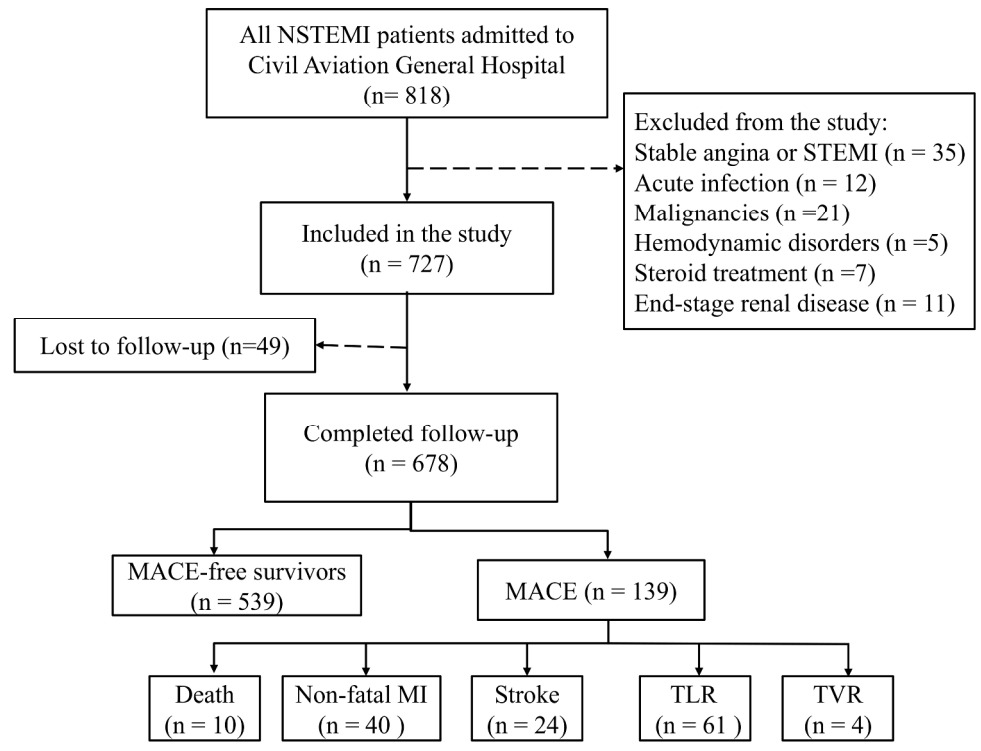 All NSTEMI patients admitted to
Civil Aviation General Hospital
(n= 818)
Excluded from the study:
Stable angina or STEMI (n = 35)
Acute infection (n = 12)
Malignancies (n =21)
Hemodynamic disorders (n =5)
Steroid treatment (n =7)
End-stage renal disease (n = 11)
Included in the study
(n = 727)
Lost to follow-up (n=49)
Completed follow-up
(n = 678)
MACE-free survivors
(n = 539)
MACE (n = 139)
Death
(n = 10)
Non-fatal MI
(n = 40 )
Stroke
(n = 24)
TLR
(n = 61 )
TVR
(n = 4)